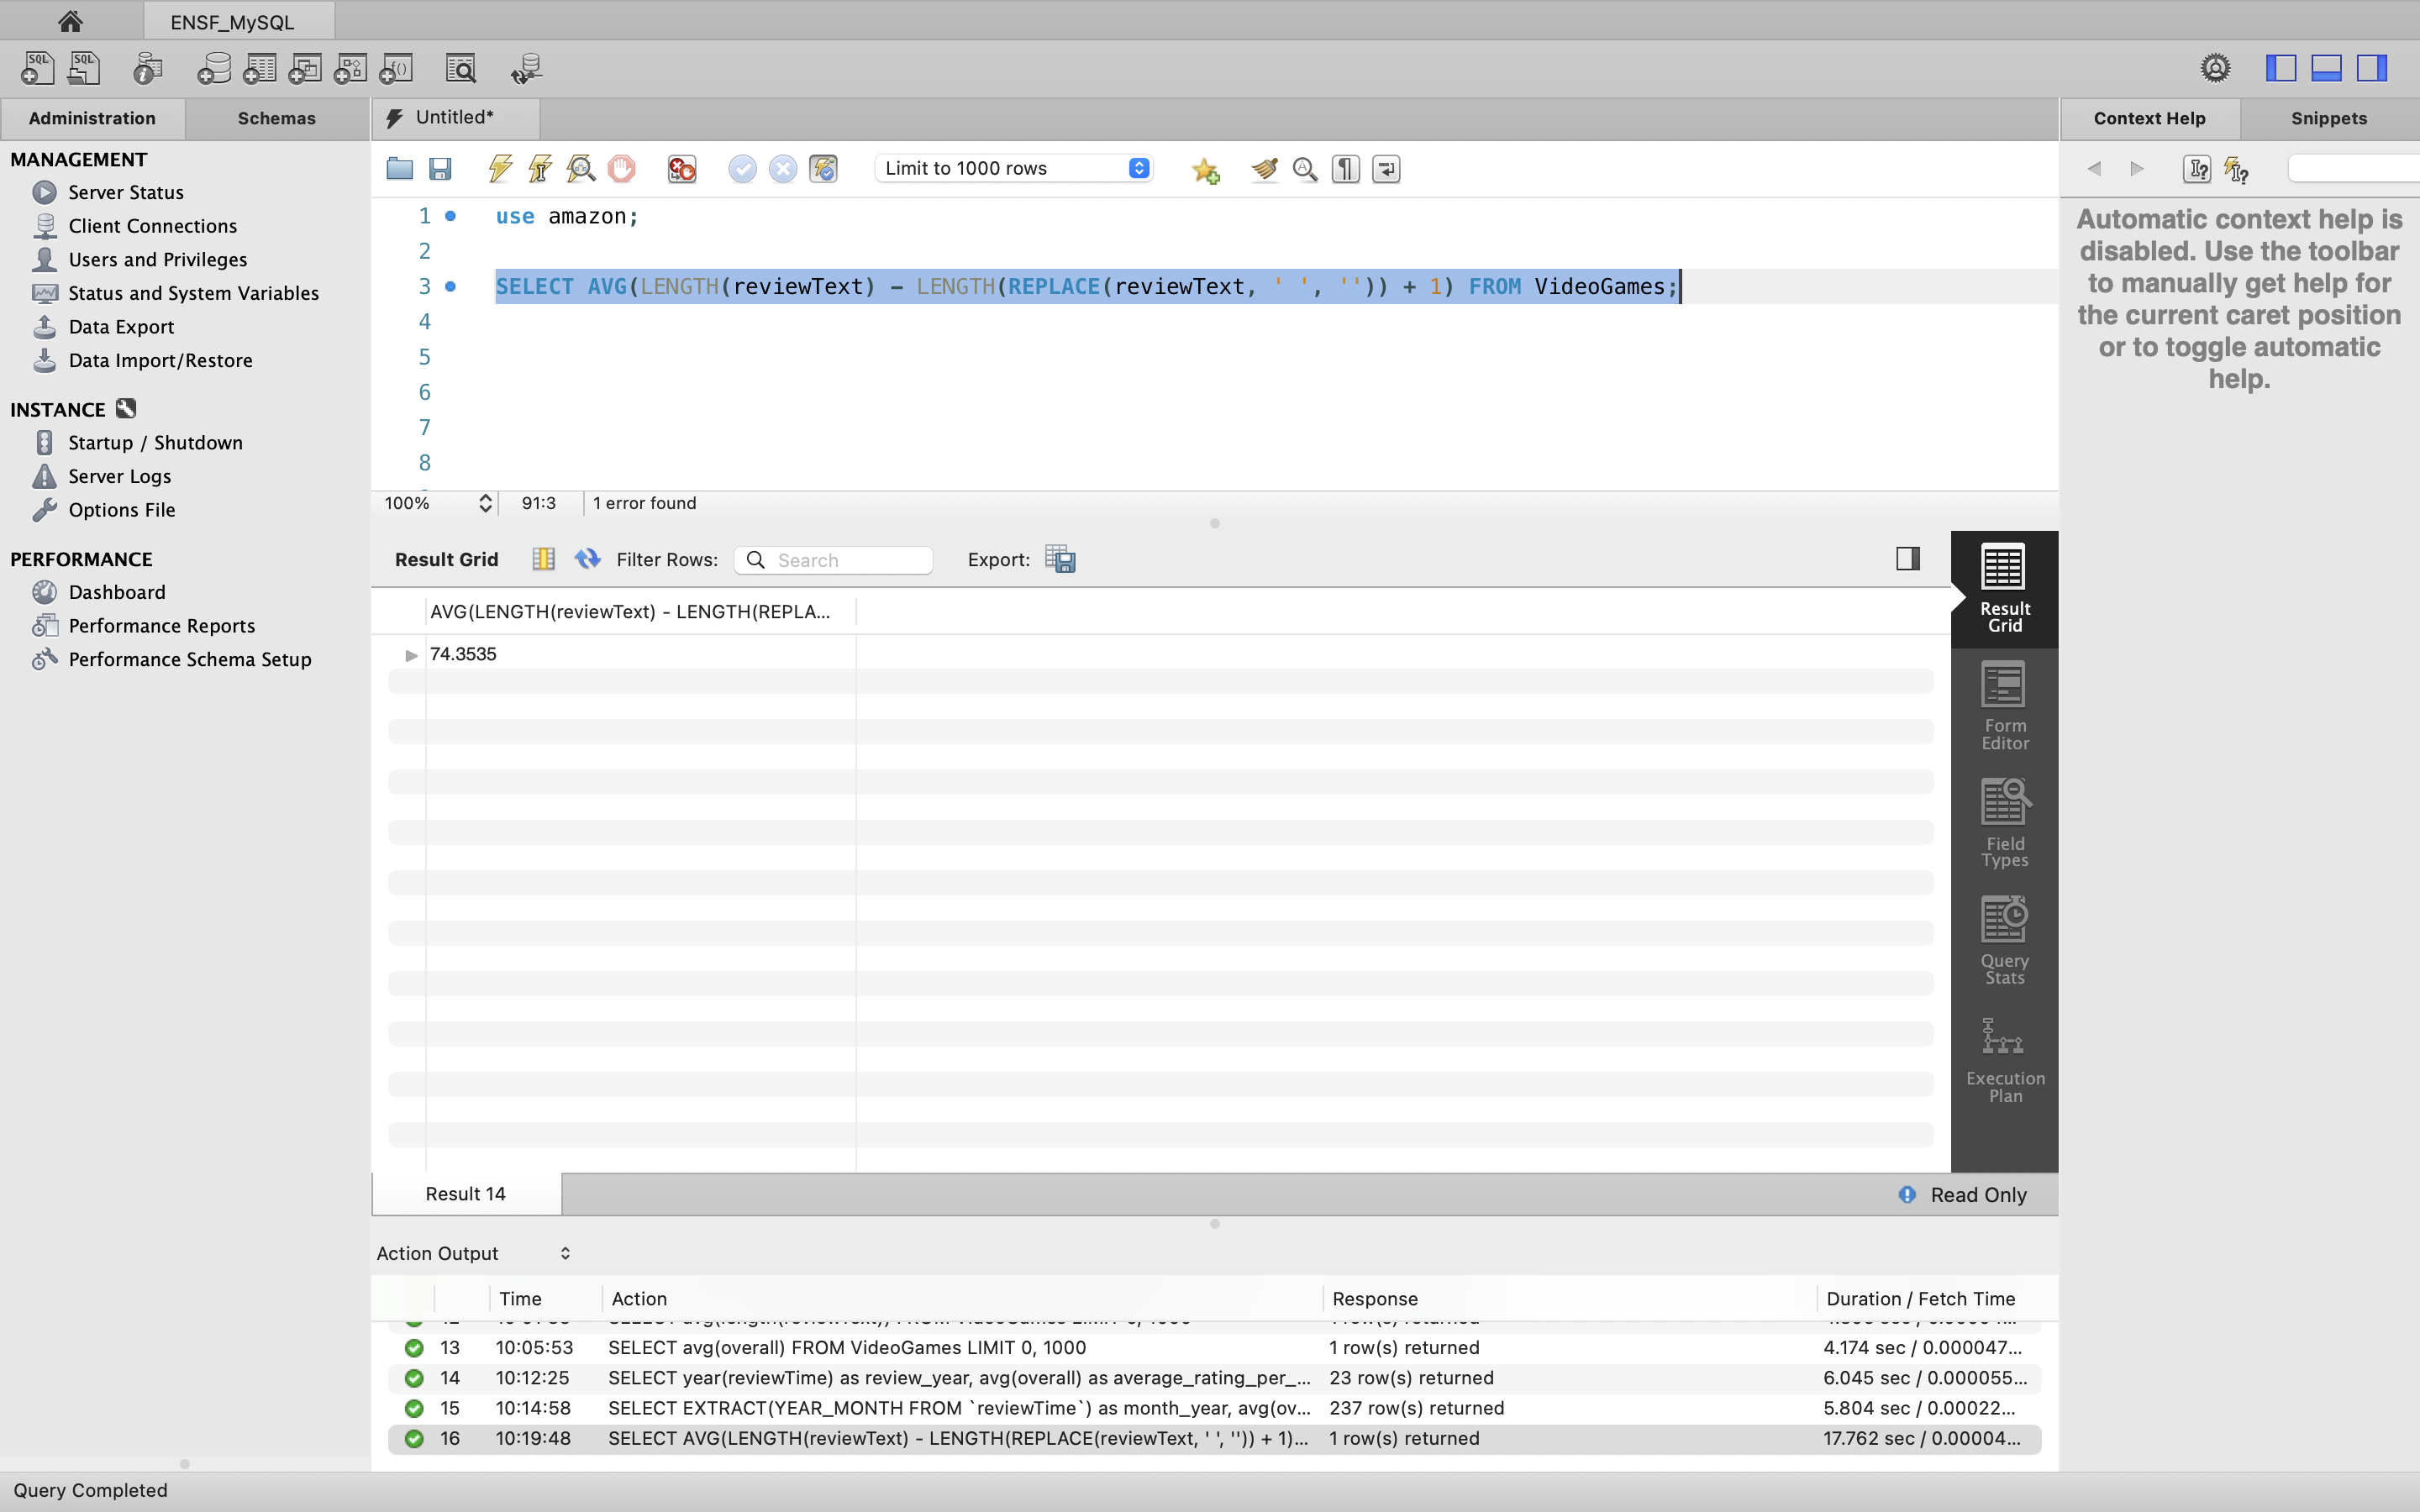 ENSF_MySQL
SQL
SQL
Administration
Schemas
MANAGEMENT
Server Status
Client Connections
Users and Privileges
Status and System Variables
Data Export
Data Import/Restore
INSTANCE
Startup / Shutdown
Server Logs
Options File
PERFORMANCE
Dashboard
Performance Reports
Performance Schema Setup
Untitled*
Limit to 1000 rows
1 use amazon;
2
3 SELECT AVG(LENGTH(reviewText) - LENGTH(REPLACE(reviewText, ' ', '')) + 1) FROM VideoGames;
4
5
6
7
8
100% 91:3 1 error found
Result Grid Filter Rows: Search Export:
AVG(LENGTH(reviewText) - LENGTH(REPLA...
74.3535
Result
Grid
Form
Editor
Field
Types
Query
Stats
Execution
Plan
Result 14
Read Only
Context Help
Snippets
Automatic context help is
disabled. Use the toolbar
to manually get help for
the current caret position
or to toggle automatic
help.
Action Output
Time Action Response Duration / Fetch Time
13 10:05:53 SELECT avg(overall) FROM VideoGames LIMIT 0, 1000 1 row(s) returned 4.174 sec / 0.000047...
14 10:12:25 SELECT year(reviewTime) as review_year, avg(overall) as average_rating_per_... 23 row(s) returned 6.045 sec / 0.000055...
15 10:14:58 SELECT EXTRACT(YEAR_MONTH FROM `reviewTime`) as month_year, avg(ov... 237 row(s) returned 5.804 sec / 0.00022...
16 10:19:48 SELECT AVG(LENGTH(reviewText) - LENGTH(REPLACE(reviewText, ' ', '')) + 1)... 1 row(s) returned 17.762 sec / 0.00004...
Query Completed